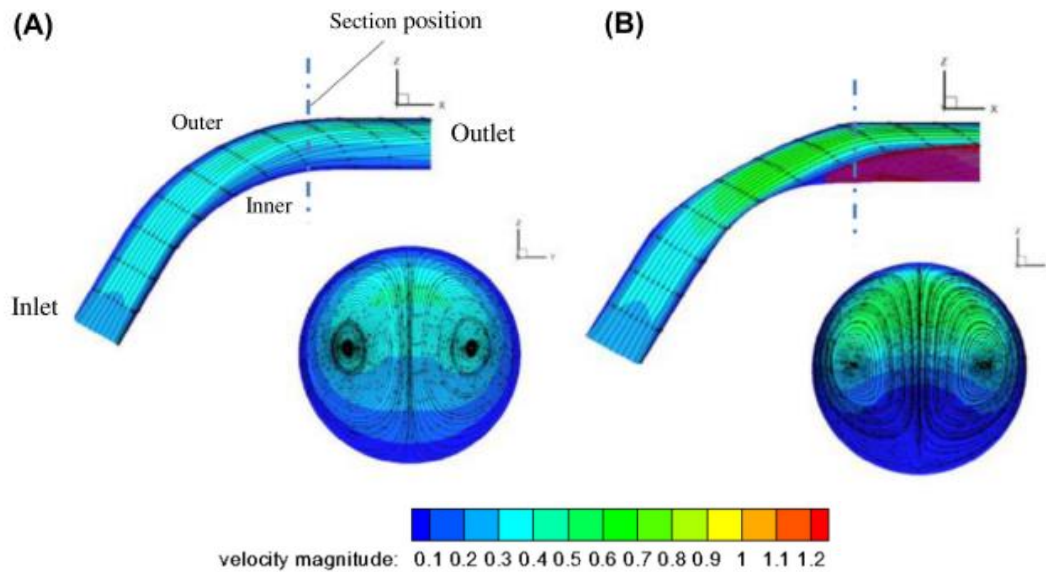 (A)
Section position
(B)
Z
X
Z
X
Outer
Outlet
Inner
Z
Y
Z
Inlet
velocity magnitude: 0.1 0.2 0.3 0.4 0.5 0.6 0.7 0.8 0.9 1 1.1 1.2